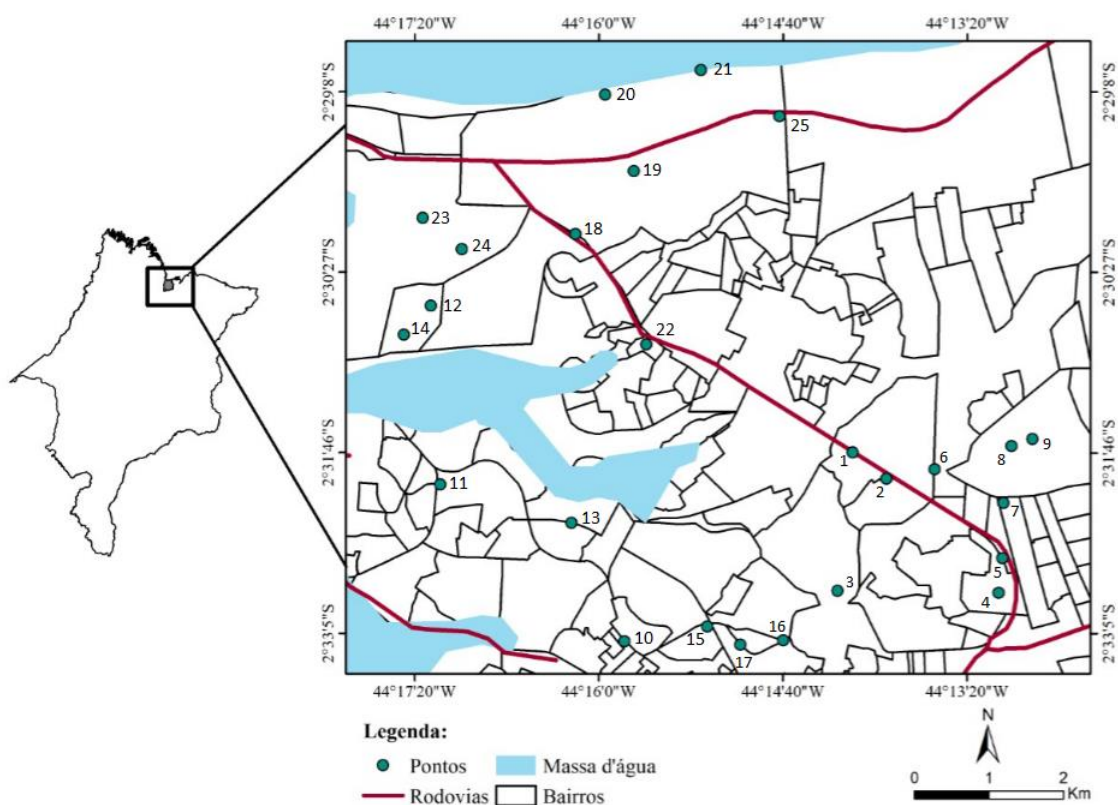 44°17'20"W 44°16'0"W 44°14'40"W 44°13'20"W
21
2°29'8"S 20 2°29'8"S
25
19
23 18
24
2°30'27"S 2°30'27"S
12
14 22
9
8
2°31'46"S 1 6 2°31'46"S
11 2
7
13
5
3 4
2°33'5"S 10 15 16 2°33'5"S
17
44°17'20"W 44°16'0"W 44°14'40"W 44°13'20"W
Legenda: N
Pontos Massa d'água
Rodovias Bairros
0 1 2
Km